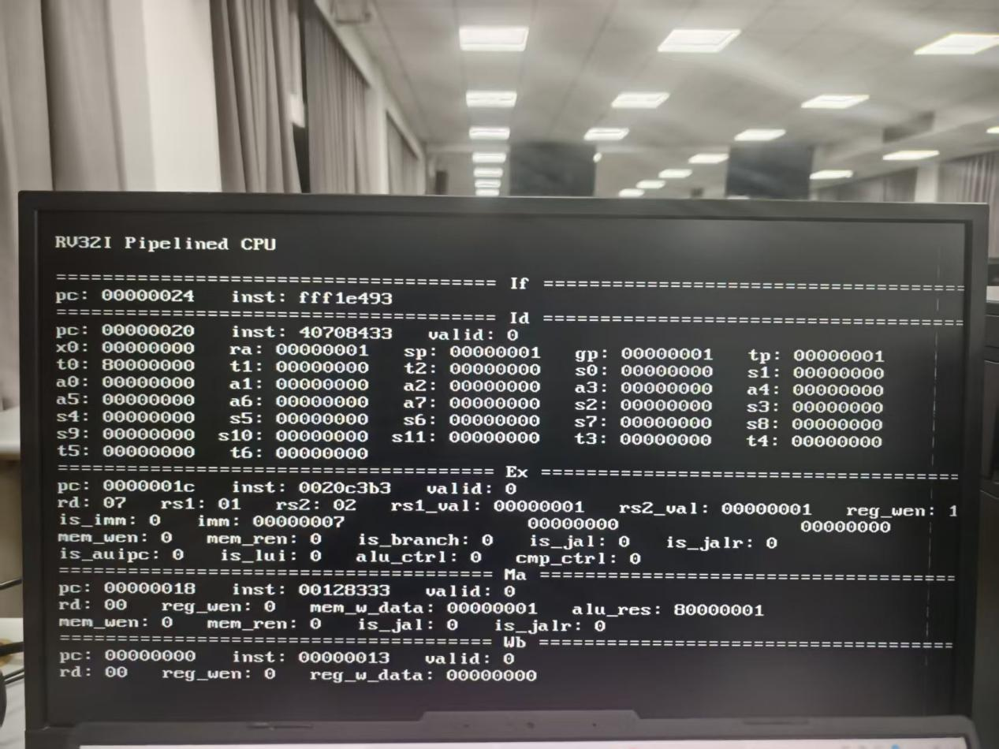 RV32I Pipelined CPU
====================================== If =====================================
pc: 00000024 inst: fff1e493
====================================== Id =====================================
pc: 00000020 inst: 40708433 valid: 0
x0: 00000000 ra: 00000001 sp: 00000001 gp: 00000001 tp: 00000001
t0: 80000000 t1: 00000000 t2: 00000000 s0: 00000000 s1: 00000000
a0: 00000000 a1: 00000000 a2: 00000000 a3: 00000000 a4: 00000000
a5: 00000000 a6: 00000000 a7: 00000000 s2: 00000000 s3: 00000000
s4: 00000000 s5: 00000000 s6: 00000000 s7: 00000000 s8: 00000000
s9: 00000000 s10: 00000000 s11: 00000000 t3: 00000000 t4: 00000000
t5: 00000000 t6: 00000000
====================================== Ex =====================================
pc: 0000001c inst: 0020c3b3 valid: 0
rd: 07 rs1: 01 rs2: 02 rs1_val: 00000001 rs2_val: 00000001 reg_wen: 1
is_imm: 0 imm: 00000007 00000000 00000000
mem_wen: 0 mem_ren: 0 is_branch: 0 is_jal: 0 is_jalr: 0
is_auipc: 0 is_lui: 0 alu_ctrl: 0 cmp_ctrl: 0
====================================== Ma =====================================
pc: 00000018 inst: 00128333 valid: 0
rd: 00 reg_wen: 0 mem_w_data: 00000001 alu_res: 80000001
mem_wen: 0 mem_ren: 0 is_jal: 0 is_jalr: 0
====================================== Wb =====================================
pc: 00000000 inst: 00000013 valid: 0
rd: 00 reg_wen: 0 reg_w_data: 00000000